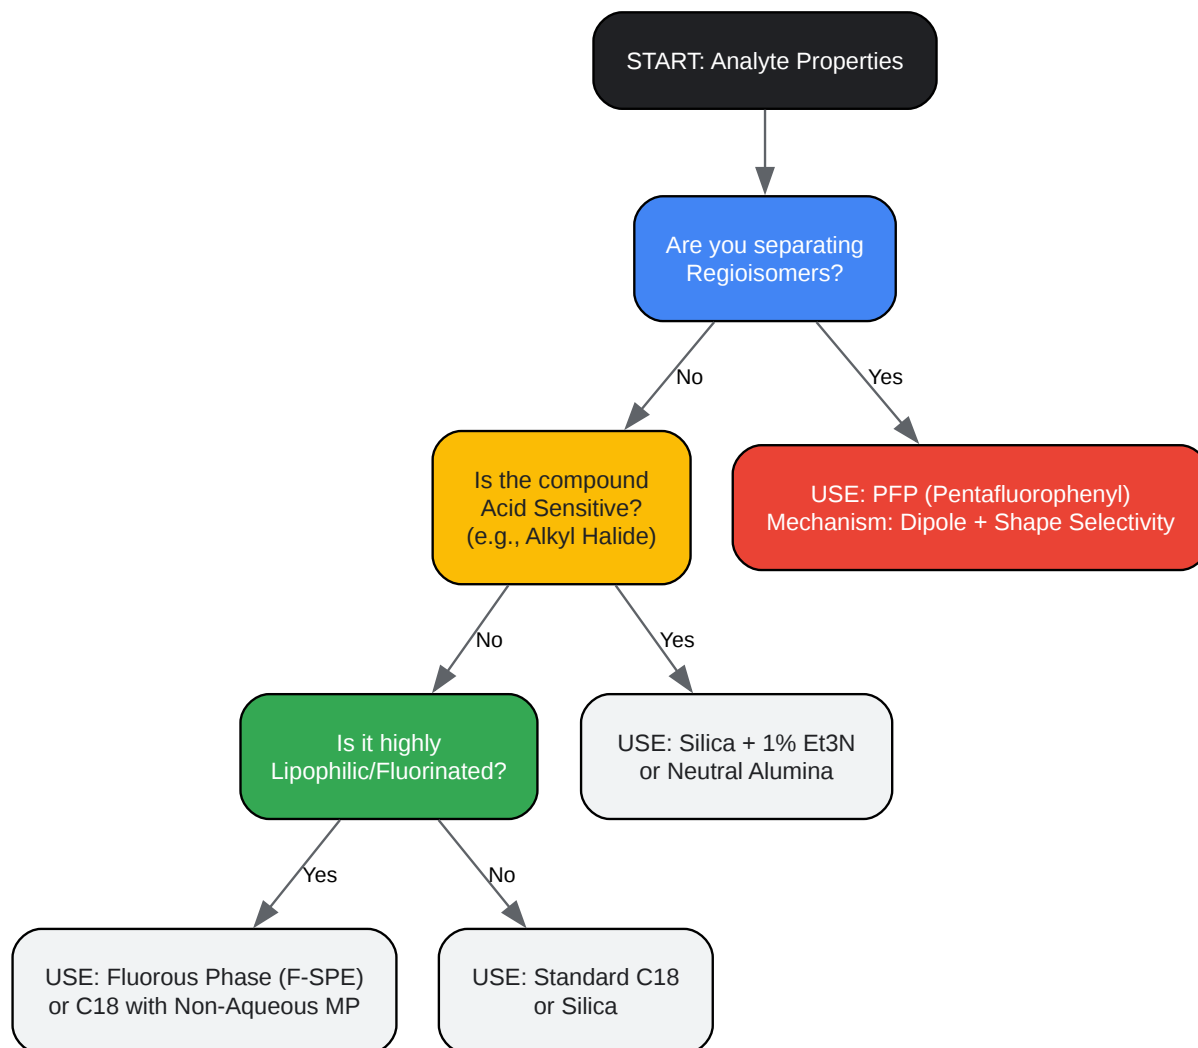 START: Analyte Properties
Are you separating
Regioisomers?
No
Yes
Is the compound
Acid Sensitive?
(e.g., Alkyl Halide)
USE: PFP (Pentafluorophenyl)
Mechanism: Dipole + Shape Selectivity
No
Yes
Is it highly
Lipophilic/Fluorinated?
USE: Silica + 1% Et3N
or Neutral Alumina
Yes
No
USE: Fluorous Phase (F-SPE)
or C18 with Non-Aqueous MP
USE: Standard C18
or Silica